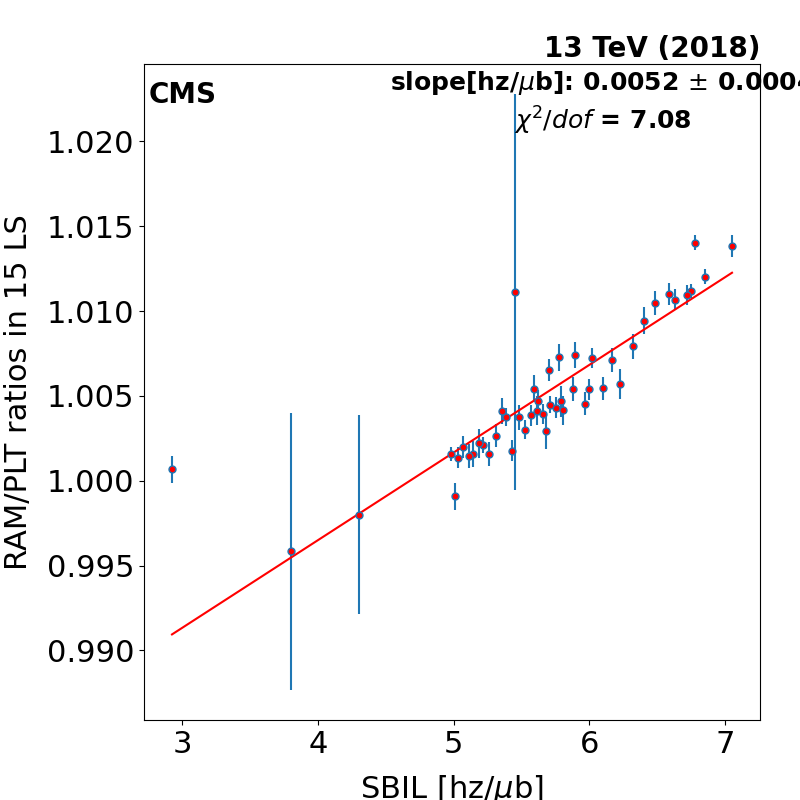 13 TeV (2018)
CMS
slope[hz/μb]: 0.0052 ± 0.0004
χ²/dof = 7.08
1.020
1.015
1.010
1.005
1.000
0.995
0.990
RAM/PLT ratios in 15 LS
3 4 5 6 7
SBIL [hz/μb]